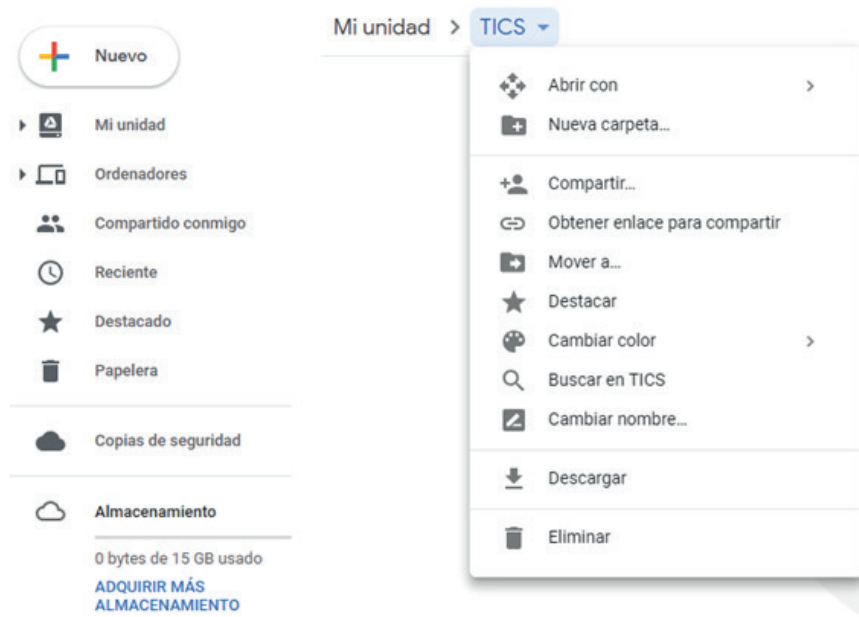 Nuevo
Mi unidad
Ordenadores
Compartido conmigo
Reciente
Destacado
Papelera
Copias de seguridad
Almacenamiento
0 bytes de 15 GB usado
ADQUIRIR MÁS
ALMACENAMIENTO
Mi unidad > TICS
Abrir con >
Nueva carpeta...
Compartir...
Obtener enlace para compartir
Mover a...
Destacar
Cambiar color >
Buscar en TICS
Cambiar nombre...
Descargar
Eliminar